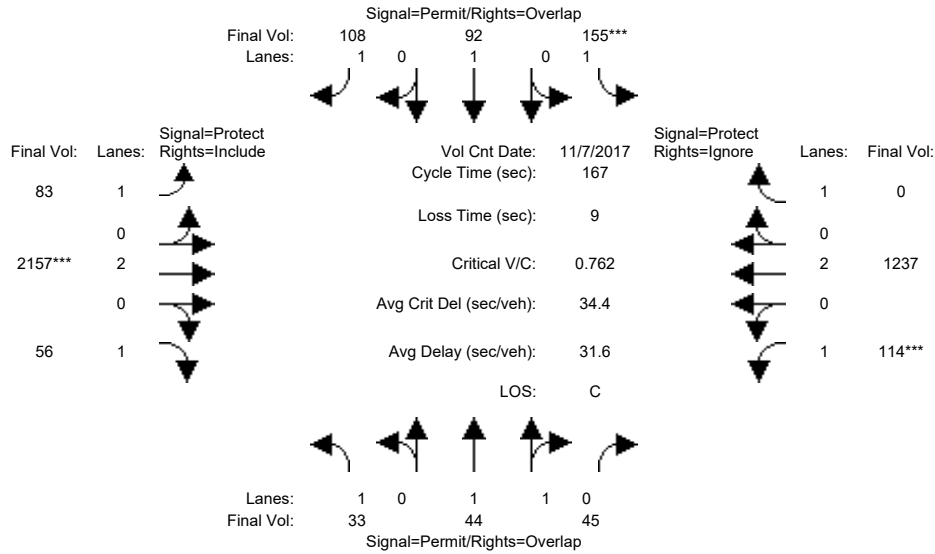 Signal=Permit/Rights=Overlap
Final Vol: 108 92 155***
Lanes: 1 0 1 0 1
Signal=Protect
Final Vol: Lanes: Rights=Include
Vol Cnt Date: 11/7/2017
Signal=Protect
Rights=Ignore Lanes: Final Vol:
Cycle Time (sec): 167
83 1
1 0
Loss Time (sec): 9
0
0
2157*** 2
Critical V/C: 0.762
2 1237
0
Avg Crit Del (sec/veh): 34.4
0
56 1
Avg Delay (sec/veh): 31.6
1 114***
LOS: C
Lanes: 1 0 1 1 0
Final Vol: 33 44 45
Signal=Permit/Rights=Overlap